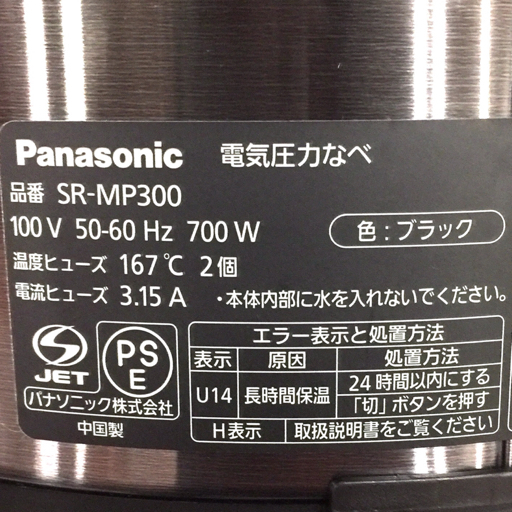 Panasonic 電気圧力なべ
品番 SR-MP300
100 V 50-60 Hz 700 W
色:ブラック
温度ヒューズ 167℃ 2個
電流ヒューズ 3.15 A
・本体内部に水を入れないでください。
S JET
PS E
パナソニック株式会社
中国製
エラー表示と処置方法
表示 原因 処置方法
U14 長時間保温 24時間以内にする
「切」ボタンを押す
H表示 取扱説明書をご覧ください